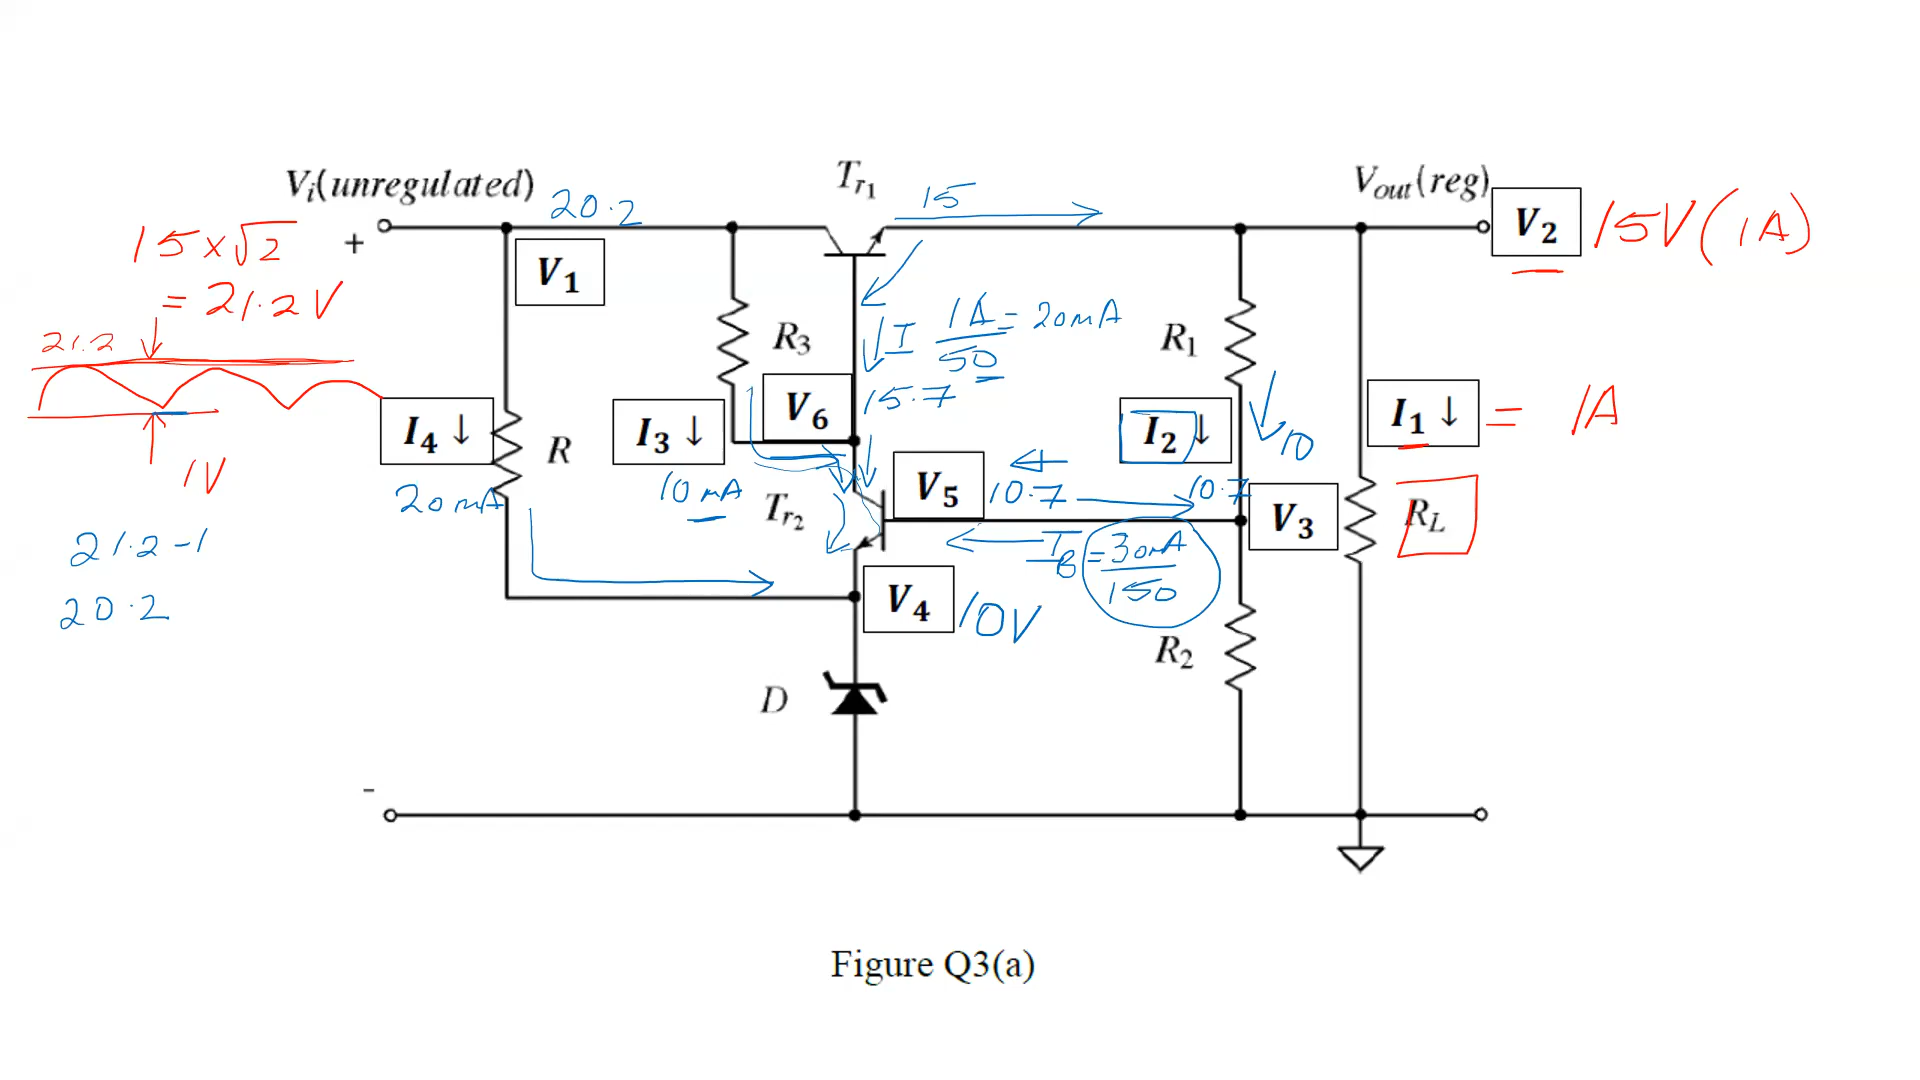 Vi(unregulated)
Tr1
Vout(reg)
+
20.2
15
V2
15V(1A)
15×√2
= 21.2V
V1
21.2
R3
I 1A/50 = 20mA
R1
V6
15.7
I4 ↓
R
I3 ↓
I2 ↓
10
I1 ↓
= 1A
1V
20mA
10mA
Tr2
V5
10.7
10.7
V3
RL
21.2-1
IB = 30mA/150
20.2
V4
10V
R2
D
-
Figure Q3(a)